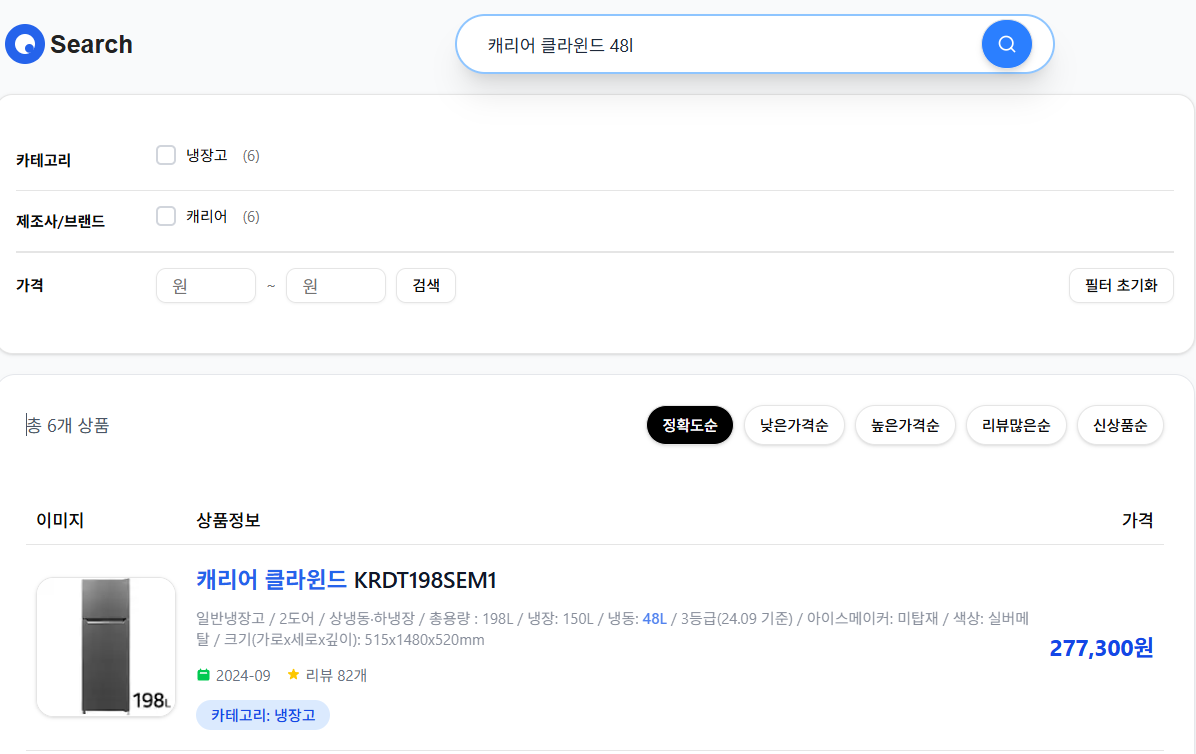 Search
캐리어 클라윈드 48l
카테고리
냉장고 (6)
제조사/브랜드
캐리어 (6)
가격
원 ~ 원 검색
필터 초기화
총 6개 상품
정확도순 낮은가격순 높은가격순 리뷰많은순 신상품순
이미지 상품정보 가격
캐리어 클라윈드 KRDT198SEM1
일반냉장고 / 2도어 / 상냉동·하냉장 / 총용량 : 198L / 냉장: 150L / 냉동: 48L / 3등급(24.09 기준) / 아이스메이커: 미탑재 / 색상: 실버메
탈 / 크기(가로x세로x깊이): 515x1480x520mm
277,300원
2024-09 리뷰 82개
198L
카테고리: 냉장고